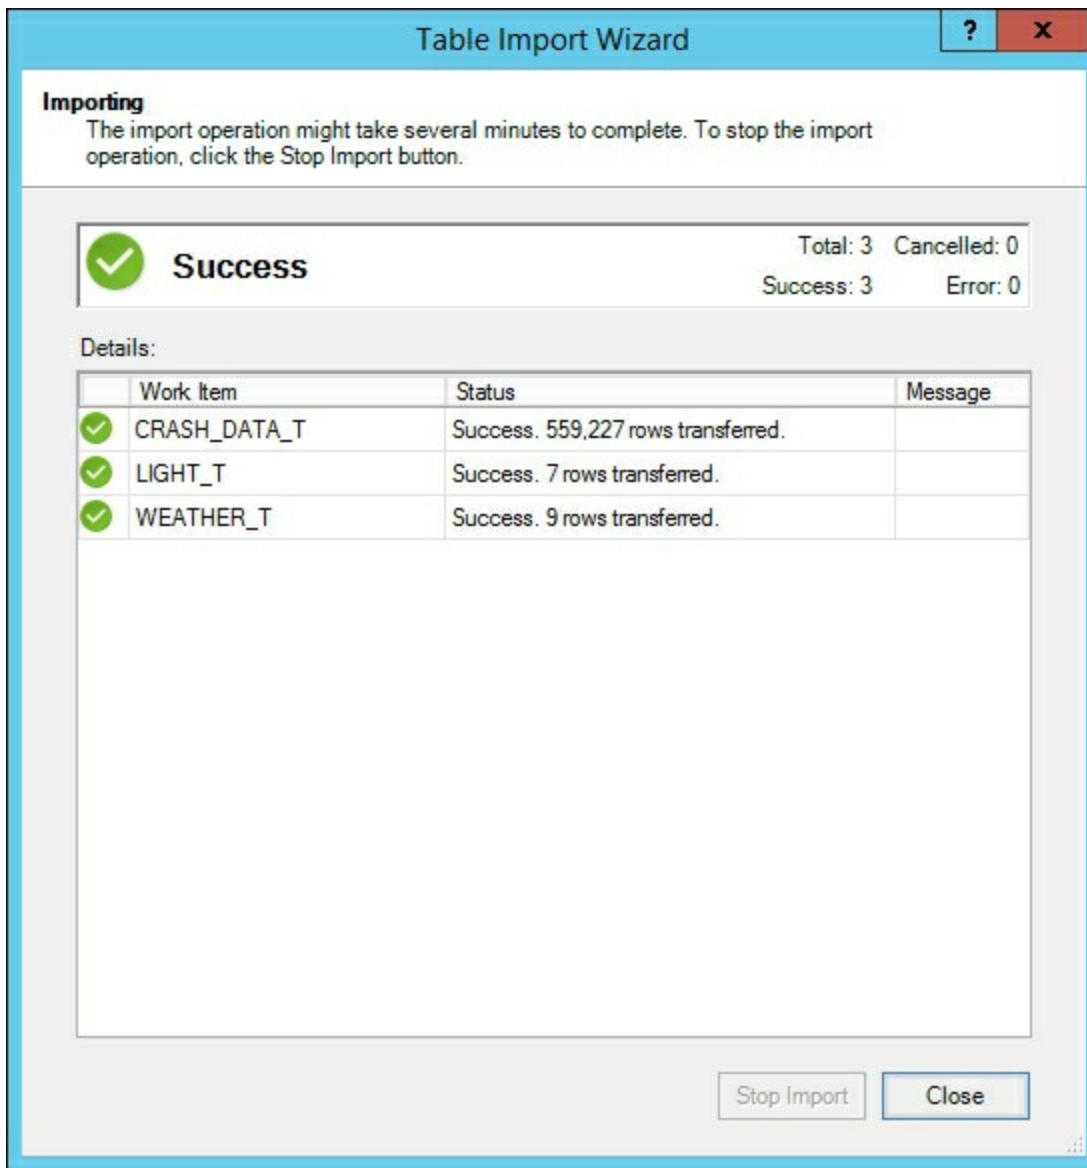 Table Import Wizard
? x
Importing
The import operation might take several minutes to complete. To stop the import
operation, click the Stop Import button.
Success
Total: 3 Cancelled: 0
Success: 3 Error: 0
Details:
Work Item Status Message
CRASH_DATA_T Success. 559,227 rows transferred.
LIGHT_T Success. 7 rows transferred.
WEATHER_T Success. 9 rows transferred.
Stop Import Close